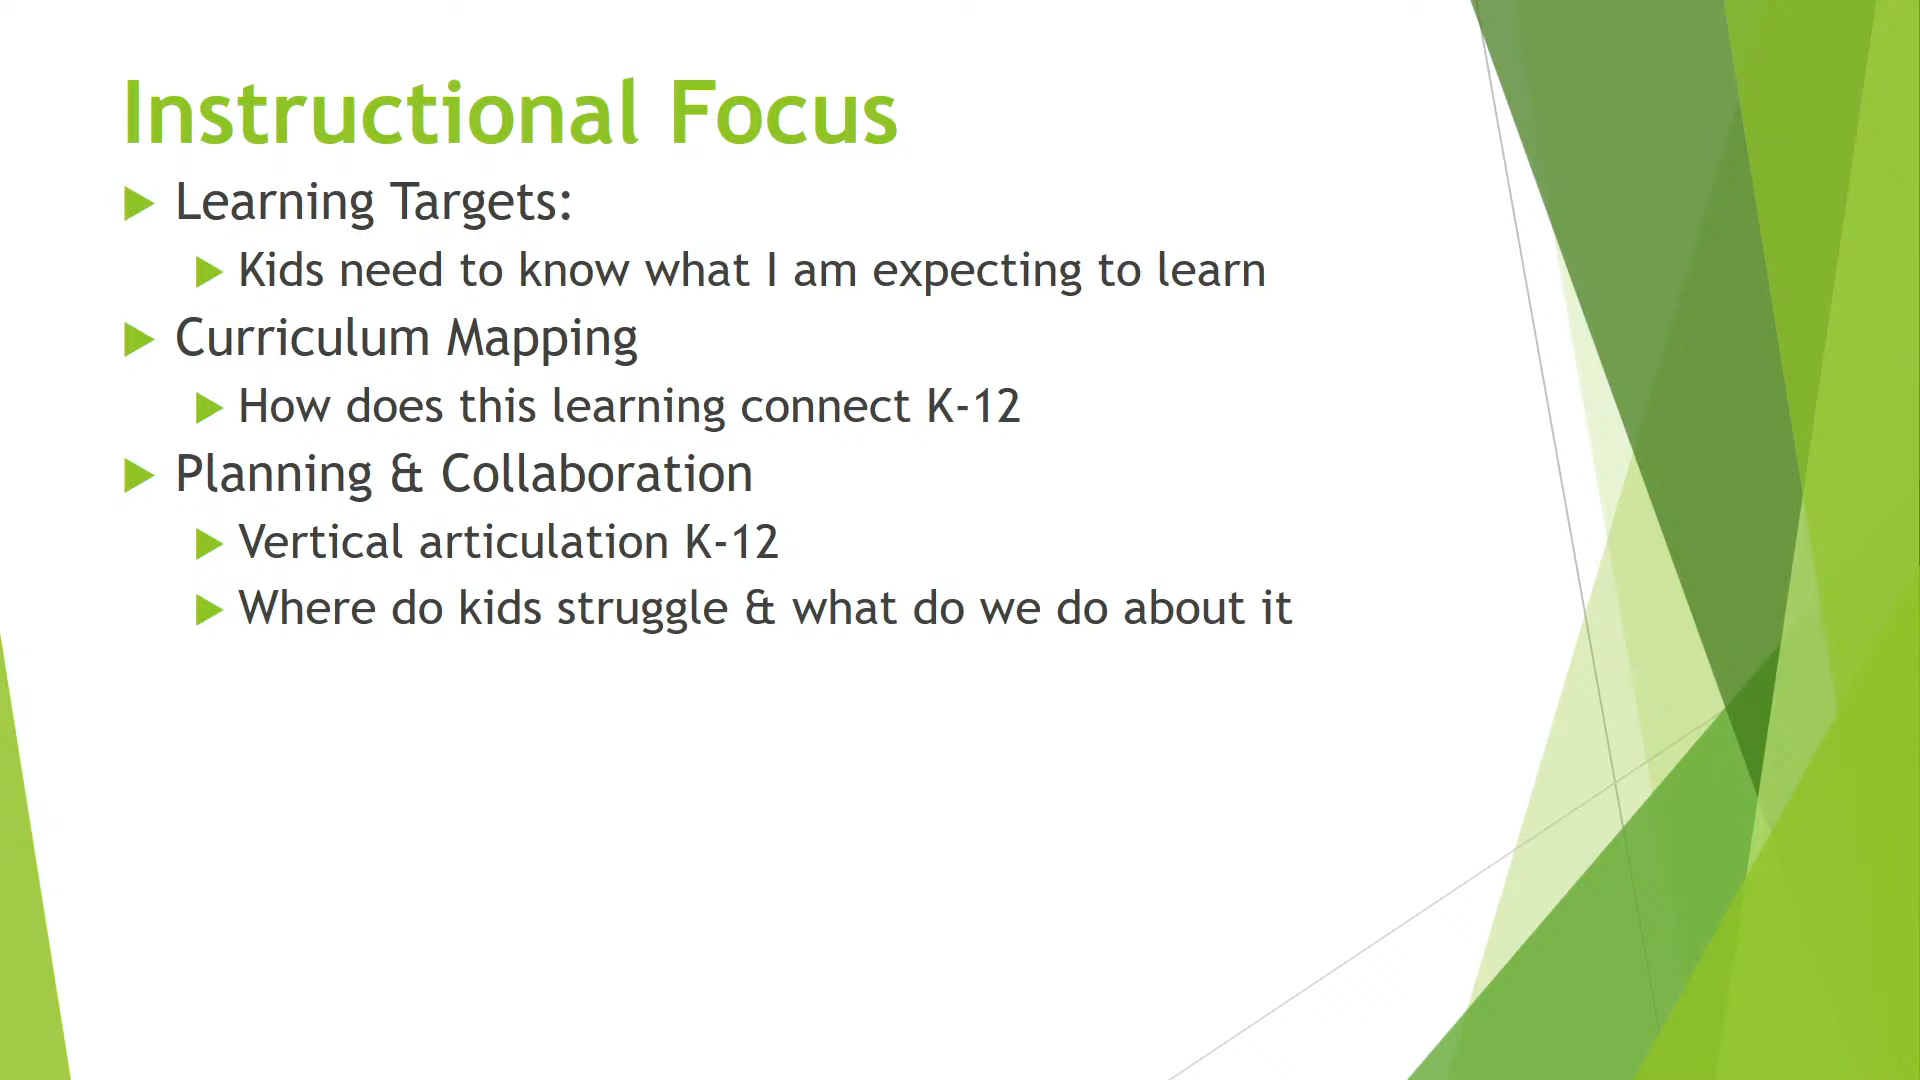 Instructional Focus
Learning Targets:
Kids need to know what I am expecting to learn
Curriculum Mapping
How does this learning connect K-12
Planning & Collaboration
Vertical articulation K-12
Where do kids struggle & what do we do about it